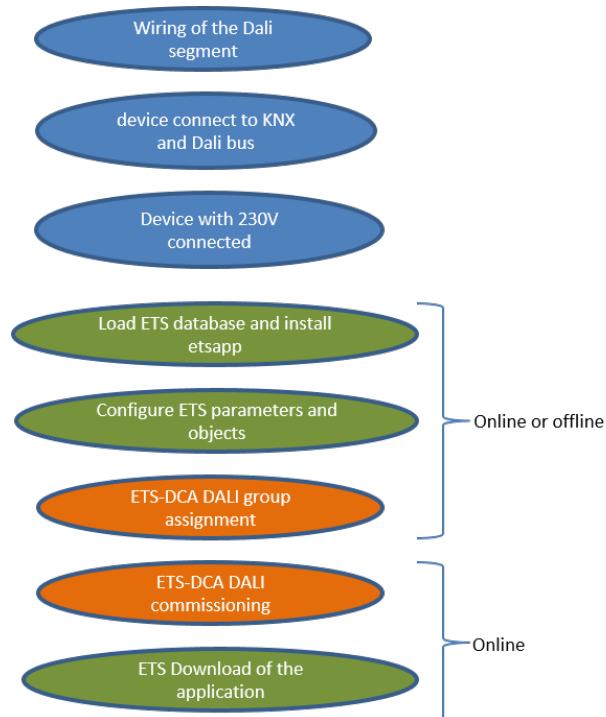 Wiring of the Dali
segment
device connect to KNX
and Dali bus
Device with 230V
connected
Load ETS database and install
etsapp
Configure ETS parameters and
objects
Online or offline
ETS-DCA DALI group
assignment
ETS-DCA DALI
commissioning
Online
ETS Download of the
application